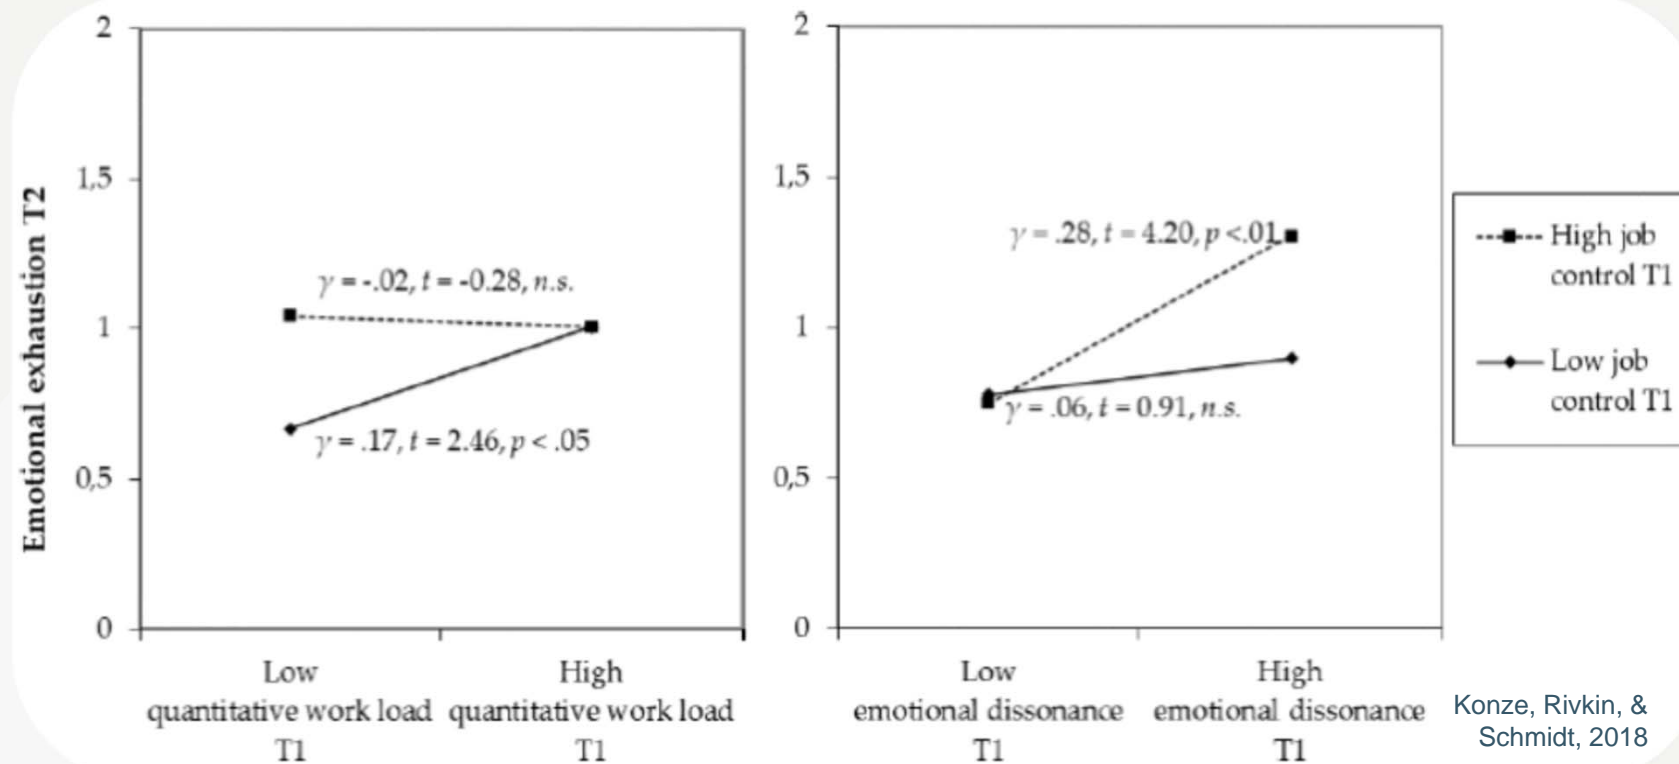 Emotional exhaustion T2
2
1,5
1
0,5
0
γ = -.02, t = -0.28, n.s.
γ = .17, t = 2.46, p < .05
Low
quantitative work load
T1
High
quantitative work load
T1
2
1,5
1
0,5
0
γ = .28, t = 4.20, p <.01
γ = .06, t = 0.91, n.s.
Low
emotional dissonance
T1
High
emotional dissonance
T1
High job
control T1
Low job
control T1
Konze, Rivkin, &
Schmidt, 2018